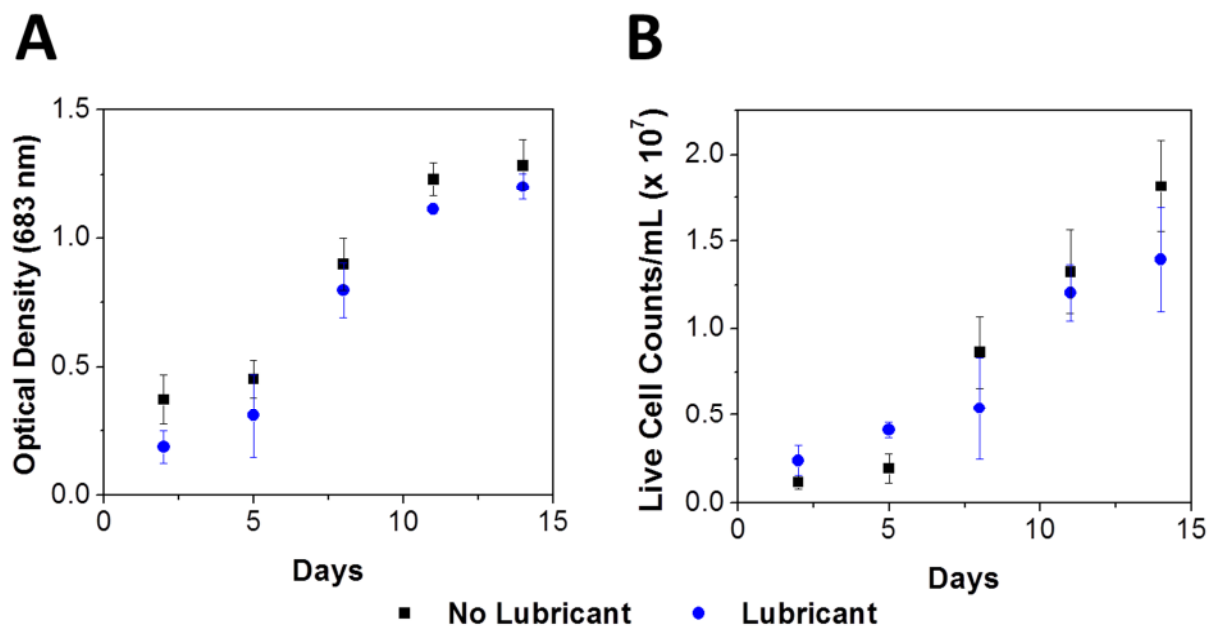 A
B
Optical Density (683 nm)
1.5
1.0
0.5
0.0
0
5
10
15
Days
Live Cell Counts/mL (x 10⁷)
2.0
1.5
1.0
0.5
0.0
0
5
10
15
Days
No Lubricant
Lubricant